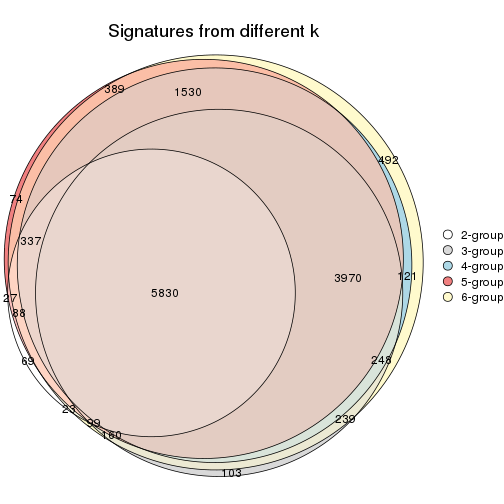 Signatures from different k
389
1530
492
74
337
3970
121
5830
27
88
248
69
23
99
160
239
103
2-group
3-group
4-group
5-group
6-group